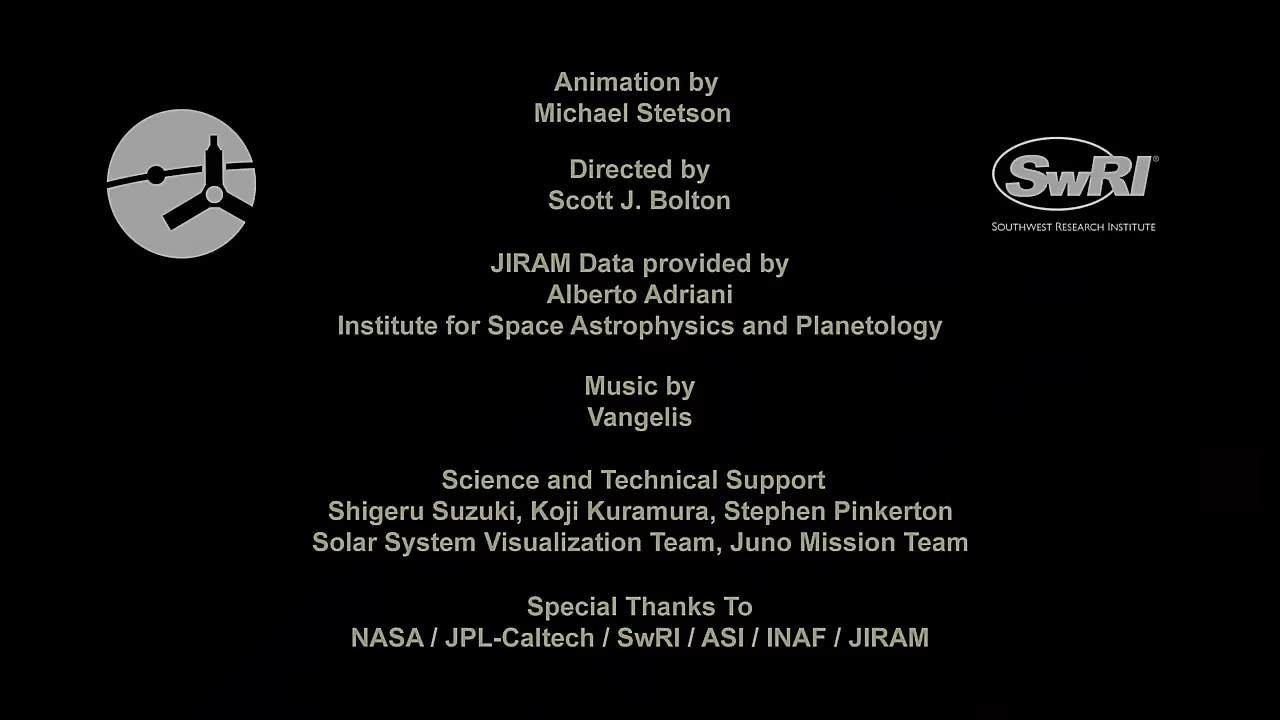 Animation by
Michael Stetson
Directed by
Scott J. Bolton
JIRAM Data provided by
Alberto Adriani
Institute for Space Astrophysics and Planetology
Music by
Vangelis
Science and Technical Support
Shigeru Suzuki, Koji Kuramura, Stephen Pinkerton
Solar System Visualization Team, Juno Mission Team
Special Thanks To
NASA / JPL-Caltech / SwRI / ASI / INAF / JIRAM
SwRI®
SOUTHWEST RESEARCH INSTITUTE